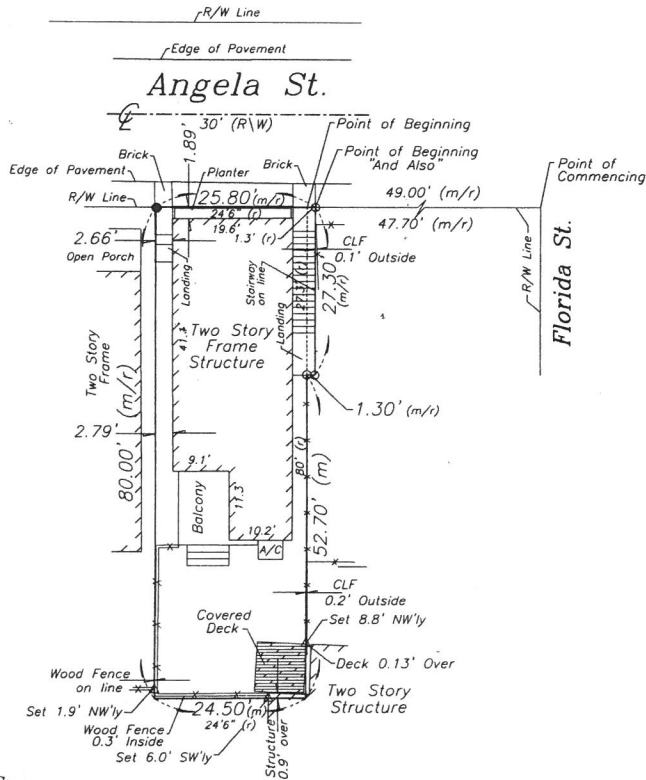 R/W Line
Edge of Pavement
Angela St.
℄
30' (R\W)
1.89'
Point of Beginning
Brick
Planter
Brick
Point of Beginning
"And Also"
Point of
Commencing
Edge of Pavement
R/W Line
25.80' (m/r)
24'6" (r)
19.6'
1.3' (r)
49.00' (m/r)
47.70' (m/r)
2.66'
Open Porch
Landing
CLF
0.1' Outside
Stairway
on line
27.3' (r)
27.30'
(m/r)
R/W Line
Florida St.
Landing
Two Story
Frame
Structure
41.4'
Two Story
Frame
80.00' (m/r)
1.30' (m/r)
2.79'
80' (r)
9.1'
Balcony
11.3'
10.2'
A/C
52.70' (m)
CLF
0.2' Outside
Set 8.8' NW'ly
Covered
Deck
Deck 0.13' Over
Wood Fence
on line
Two Story
Structure
Set 1.9' NW'ly
24.50' (m)
24'6" (r)
Wood Fence
0.3' Inside
Set 6.0' SW'ly
Structure
0.9' over